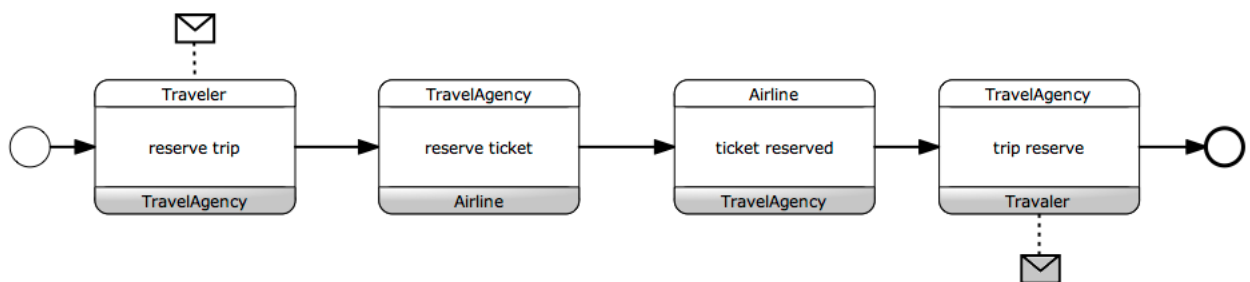 Traveler
reserve trip
TravelAgency
TravelAgency
reserve ticket
Airline
Airline
ticket reserved
TravelAgency
TravelAgency
trip reserve
Travaler